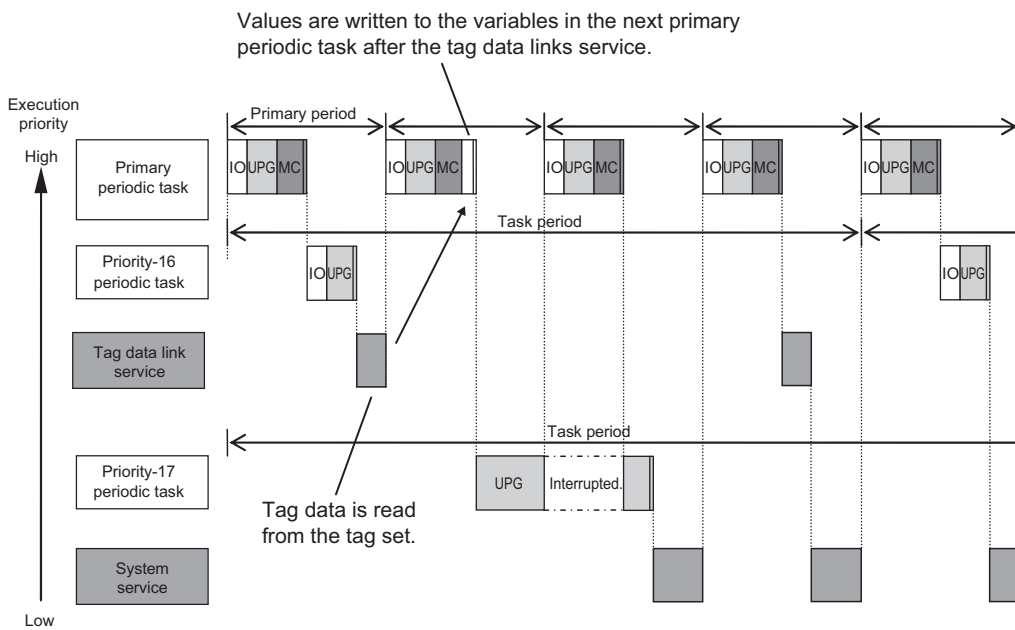 Values are written to the variables in the next primary
periodic task after the tag data links service.
Execution
priority
High
Primary period
Primary
periodic task
IO UPG MC
IO UPG MC
IO UPG MC
IO UPG MC
IO UPG MC
Task period
Priority-16
periodic task
IO UPG
IO UPG
Tag data link
service
Task period
Priority-17
periodic task
UPG
Interrupted.
Tag data is read
from the tag set.
System
service
Low